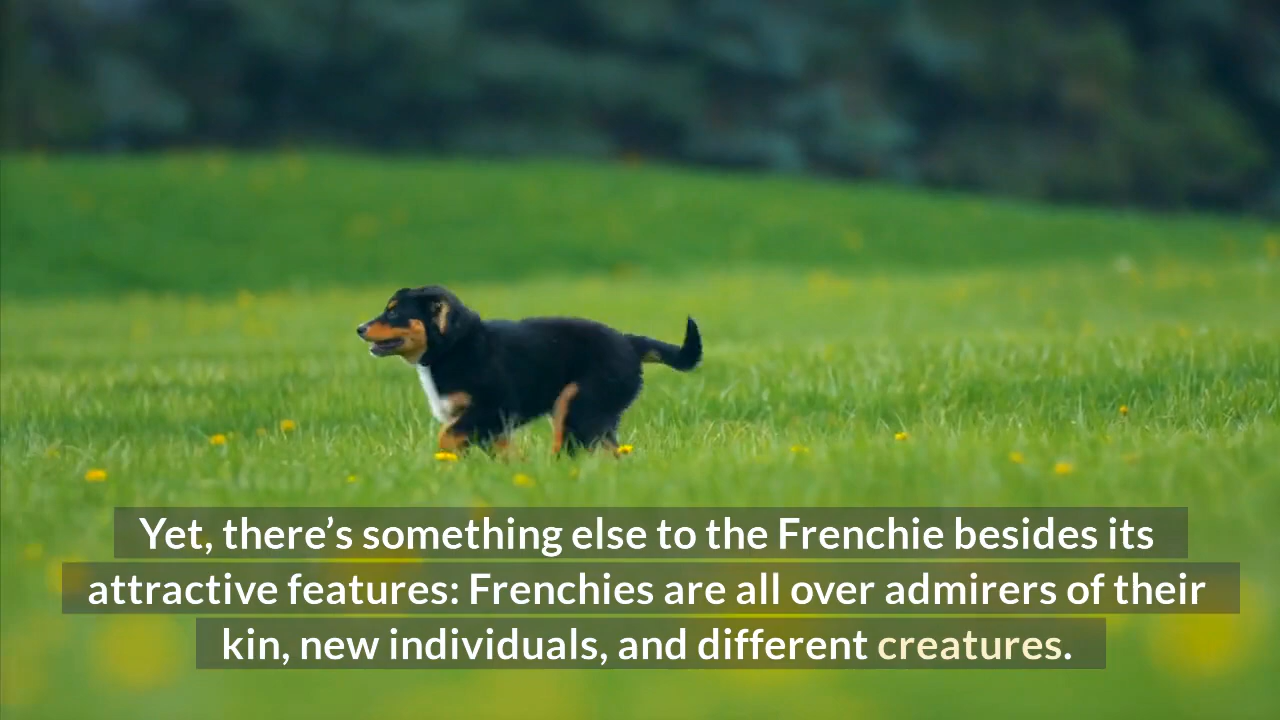 Yet, there’s something else to the Frenchie besides its
attractive features: Frenchies are all over admirers of their
kin, new individuals, and different creatures.